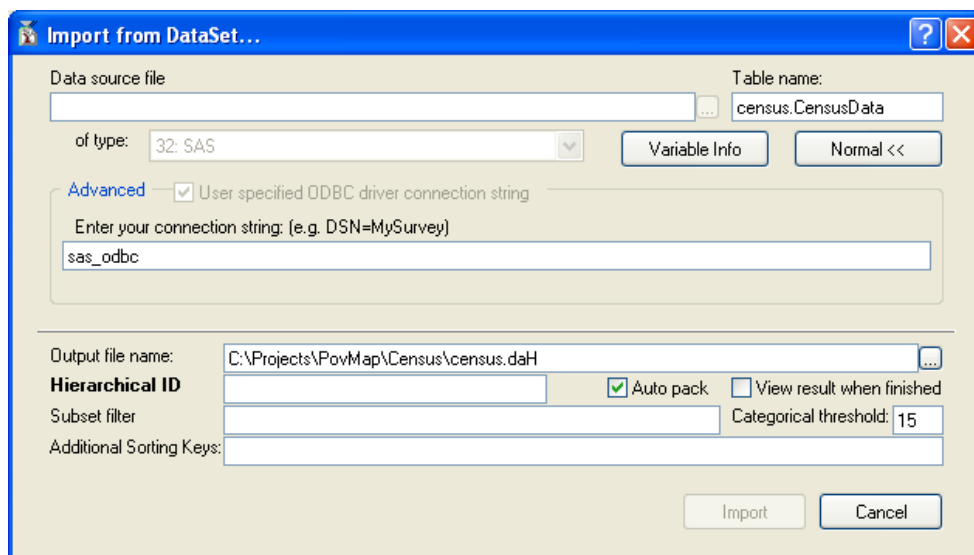 Import from DataSet...
?
Data source file
Table name:
...
census.CensusData
of type:
32: SAS
Variable Info
Normal <<
Advanced
User specified ODBC driver connection string
Enter your connection string: (e.g. DSN=MySurvey)
sas_odbc
Output file name:
C:\Projects\PovMap\Census\census.daH
...
Hierarchical ID
Auto pack
View result when finished
Subset filter
Categorical threshold:
15
Additional Sorting Keys:
Import
Cancel